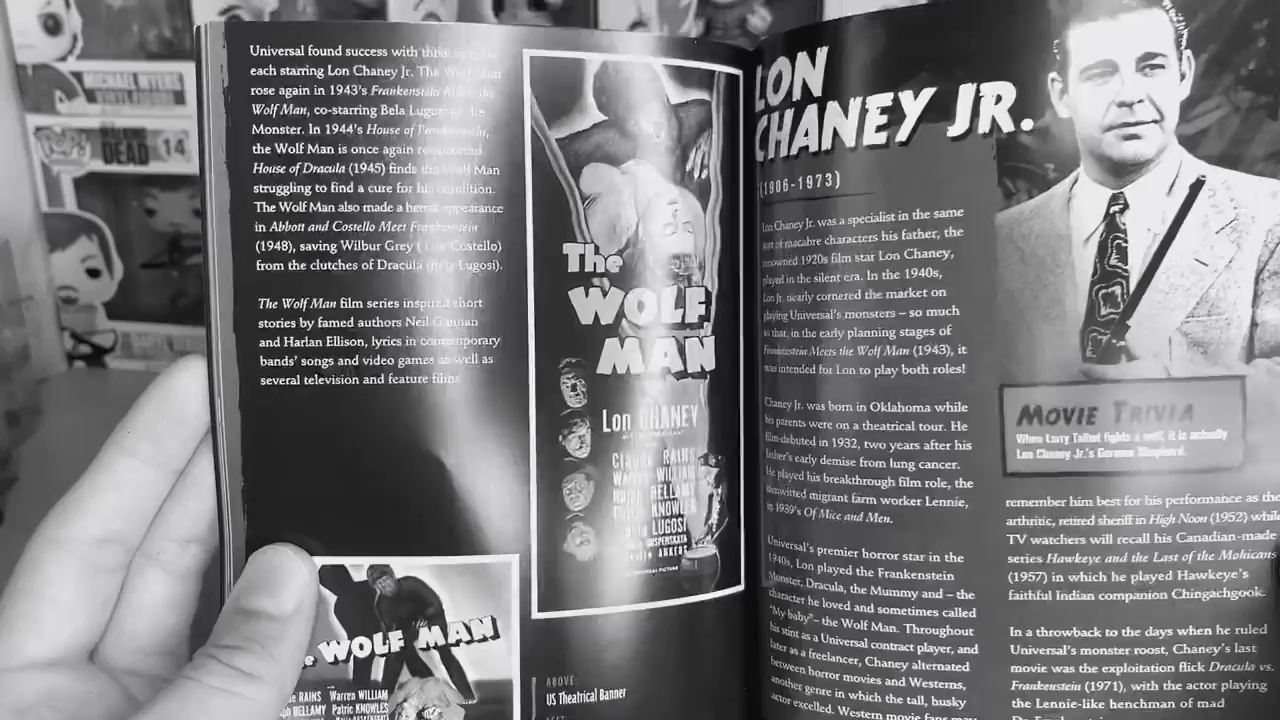 MICHAEL MYERS
POP!
DEAD
14
Universal found success with
each starring Lon Chaney Jr. The
rose again in 1943's Frankenstein
Wolf Man, co-starring Bela Lugosi the
Monster. In 1944's House of Frankenstein,
the Wolf Man is once again
House of Dracula (1945) finds the Wolf Man
struggling to find a cure for his condition.
The Wolf Man also made a heroic appearance
in Abbott and Costello Meet Frankenstein
(1948), saving Wilbur Grey (Lou Costello)
from the clutches of Dracula (Bela Lugosi).
The Wolf Man film series inspired short
stories by famed authors Neil Gaiman
and Harlan Ellison, lyrics in contemporary
bands' songs and video games as well as
several television and feature films
The
WOLF
MAN
Lon CHANEY
Claude RAINS
Warren WILLIAM
Ralph BELLAMY
Patric KNOWLES
Bela LUGOSI
OUSPENSKAYA
Evelyn ANKERS
WOLF MAN
RAINS Warren WILLIAM
BELLAMY Patric KNOWLES
ABOVE:
US Theatrical Banner
LON
CHANEY JR.
(1906-1973)
Lon Chaney Jr. was a specialist in the same
sort of macabre characters his father, the
renowned 1920s film star Lon Chaney,
played in the silent era. In the 1940s,
Lon Jr. nearly cornered the market on
playing Universal's monsters – so much
so that, in the early planning stages of
Frankenstein Meets the Wolf Man (1943), it
was intended for Lon to play both roles!
Chaney Jr. was born in Oklahoma while
his parents were on a theatrical tour. He
film-debuted in 1932, two years after his
father's early demise from lung cancer.
He played his breakthrough film role, the
dimwitted migrant farm worker Lennie,
in 1939's Of Mice and Men.
Universal's premier horror star in the
1940s, Lon played the Frankenstein
Monster, Dracula, the Mummy and – the
character he loved and sometimes called
"My baby" – the Wolf Man. Throughout
his stint as a Universal contract player, and
later as a freelancer, Chaney alternated
between horror movies and Westerns,
another genre in which the tall, husky
actor excelled. Western movie fans may
MOVIE TRIVIA
When Larry Talbot fights a wolf, it is actually
Lon Chaney Jr.'s German Shepherd.
remember him best for his performance as the
arthritic, retired sheriff in High Noon (1952) while
TV watchers will recall his Canadian-made
series Hawkeye and the Last of the Mohicans
(1957) in which he played Hawkeye's
faithful Indian companion Chingachgook.
In a throwback to the days when he ruled
Universal's monster roost, Chaney's last
movie was the exploitation flick Dracula vs.
Frankenstein (1971), with the actor playing
the Lennie-like henchman of mad